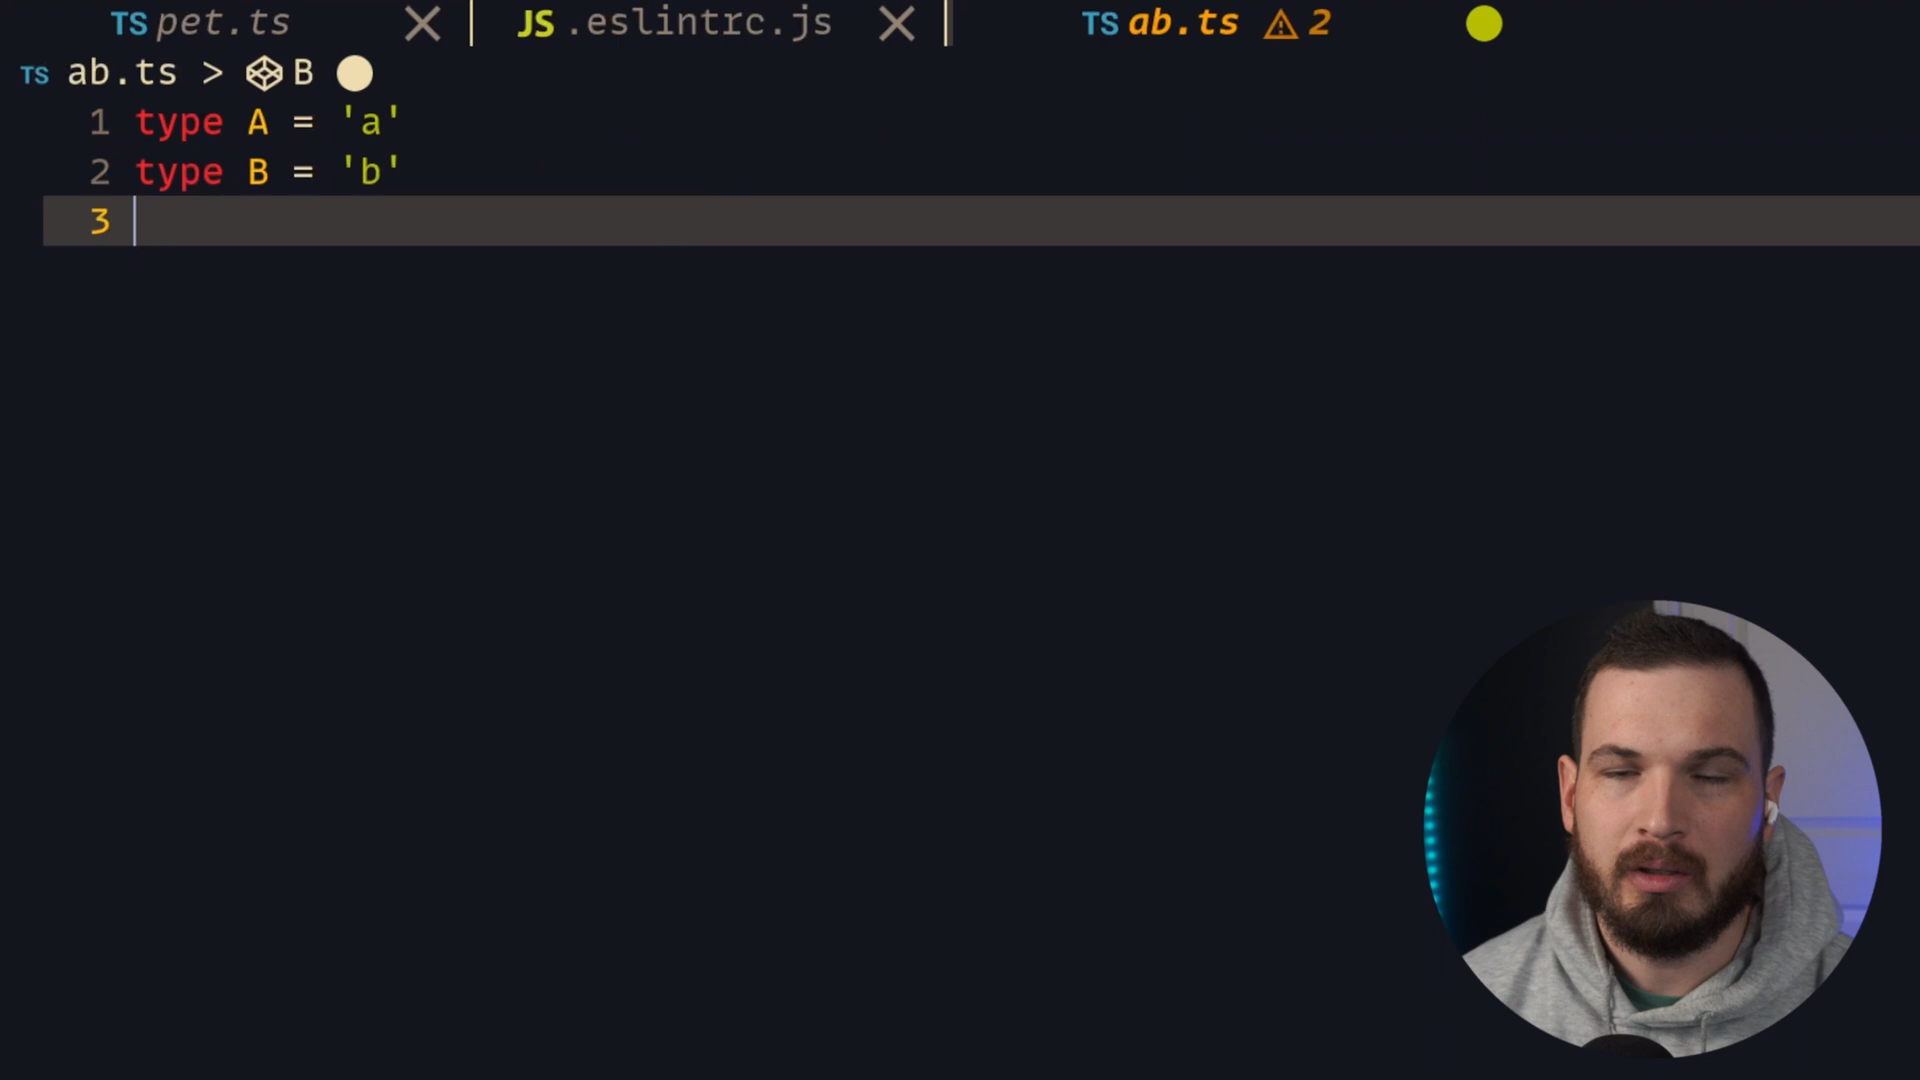 TS pet.ts JS .eslintrc.js TS ab.ts 2
TS ab.ts > B
1 type A = 'a'
2 type B = 'b'
3